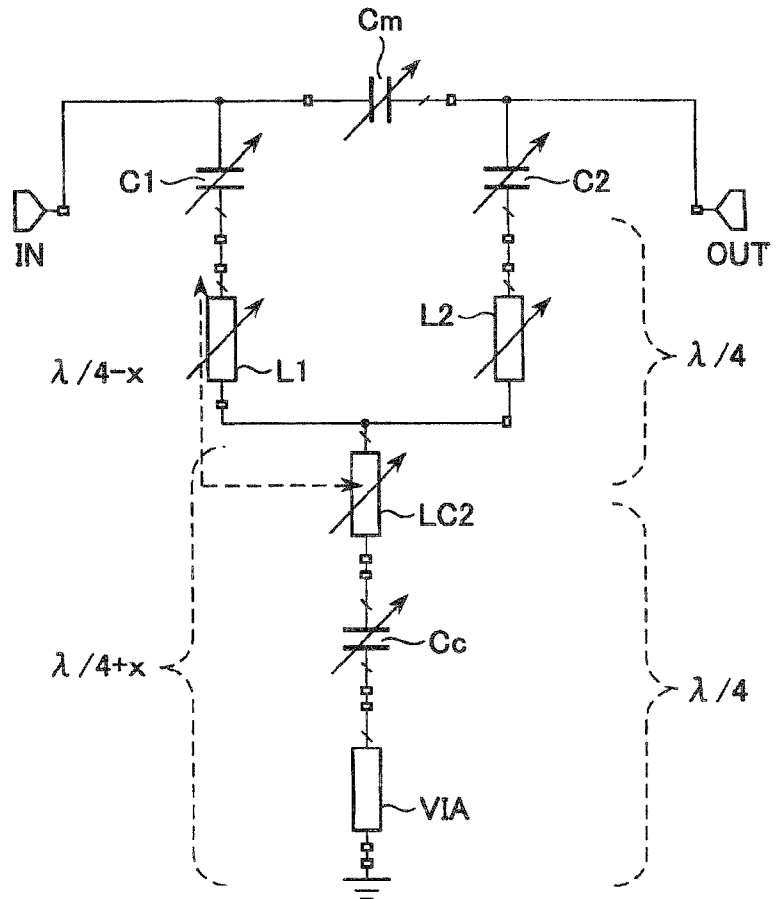 Cm
C1
C2
IN
OUT
L2
λ/4
λ/4-x
L1
LC2
Cc
λ/4+x
λ/4
VIA